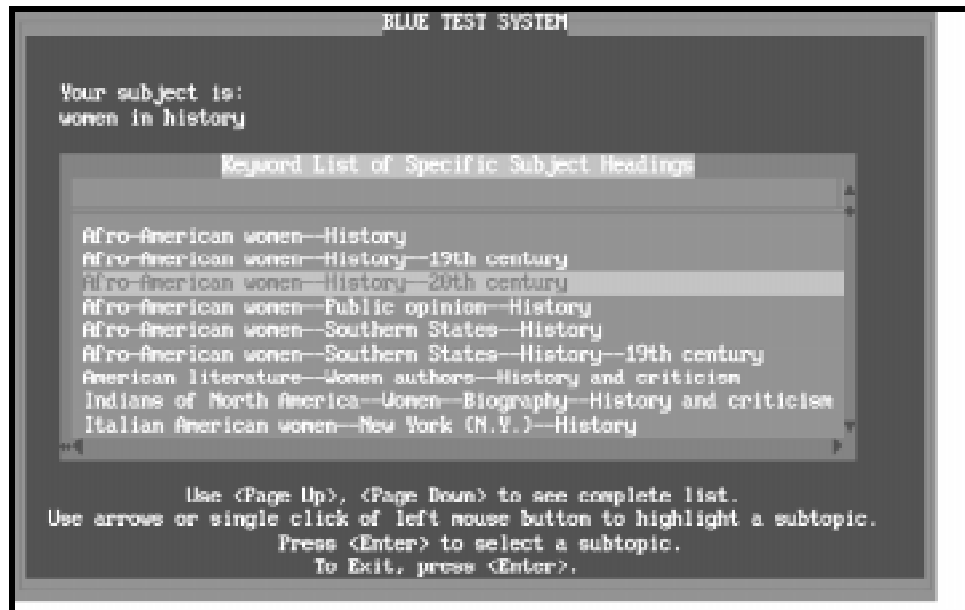 BLUE TEST SYSTEM
Your subject is:
women in history
Keyword List of Specific Subject Headings
Afro-American women--History
Afro-American women--History--19th century
Afro-American women--History--20th century
Afro-American women--Public opinion--History
Afro-American women--Southern States--History
Afro-American women--Southern States--History--19th century
American literature--Women authors--History and criticism
Indians of North America--Women--Biography--History and criticism
Italian American women--New York (N.Y.)--History
Use <Page Up>, <Page Down> to see complete list.
Use arrows or single click of left mouse button to highlight a subtopic.
Press <Enter> to select a subtopic.
To Exit, press <Enter>.